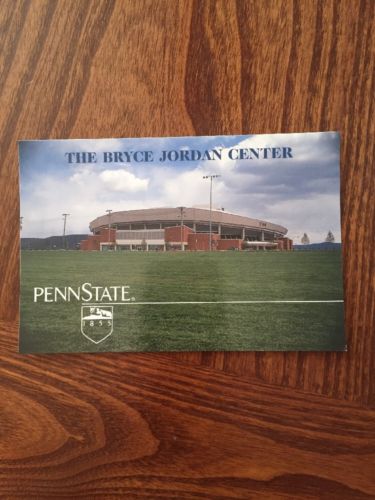 THE BRYCE JORDAN CENTER
PENNSTATE®
1855